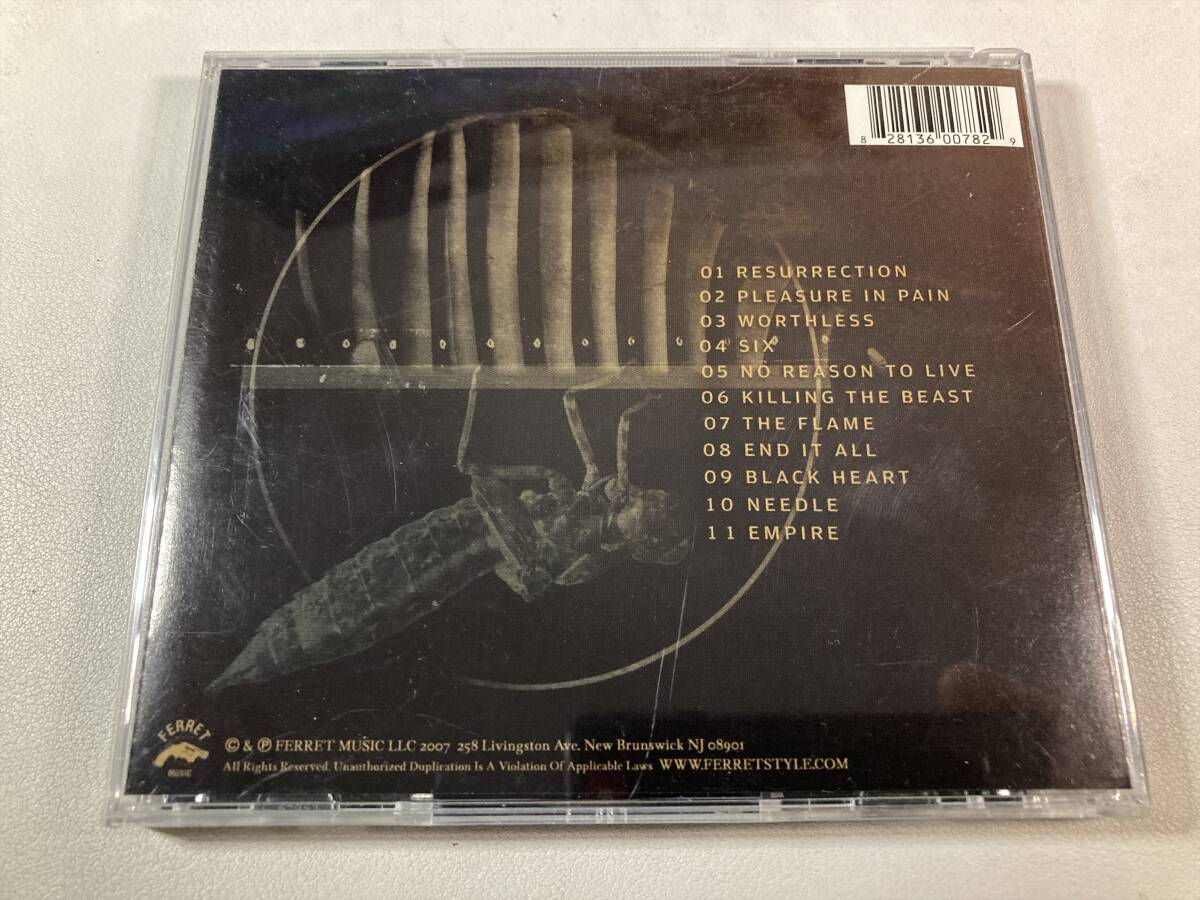 8 28136 00782 9
01 RESURRECTION
02 PLEASURE IN PAIN
03 WORTHLESS
04 SIX
05 NO REASON TO LIVE
06 KILLING THE BEAST
07 THE FLAME
08 END IT ALL
09 BLACK HEART
10 NEEDLE
11 EMPIRE
FERRET
MUSIC
© & ℗ FERRET MUSIC LLC 2007 258 Livingston Ave. New Brunswick NJ 08901
All Rights Reserved. Unauthorized Duplication Is A Violation Of Applicable Laws WWW.FERRETSTYLE.COM